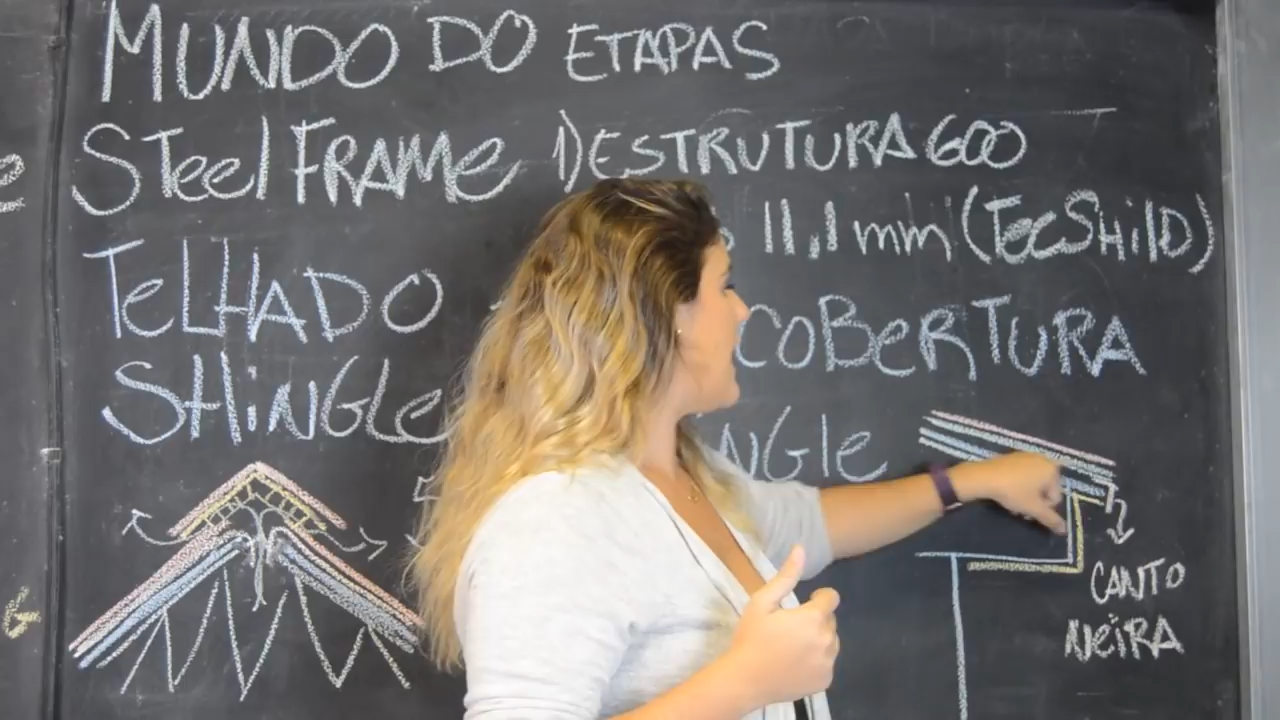 MUNDO DO
Steel FRAMe
TeLHADO
SHiNGLe
ETAPAS
1) ESTRUTURA 600
11,1 mm (TecSHilD)
COBeRTURA
NGle
CANTO
NeiRA